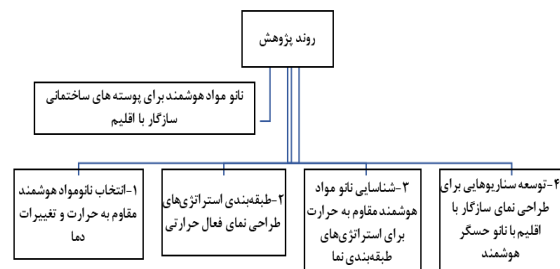 روند پژوهش
نانو مواد هوشمند برای پوسته های ساختمانی
سازگار با اقلیم
۱-انتخاب نانومواد هوشمند
مقاوم به حرارت و تغییرات
دما
۲-طبقه‌بندی استراتژی‌های
طراحی نمای فعال حرارتی
۳-شناسایی نانو مواد
هوشمند مقاوم به حرارت
برای استراتژی‌های
طبقه‌بندی نما
۴-توسعه سناریوهایی برای
طراحی نمای سازگار با
اقلیم با نانو حسگر
هوشمند